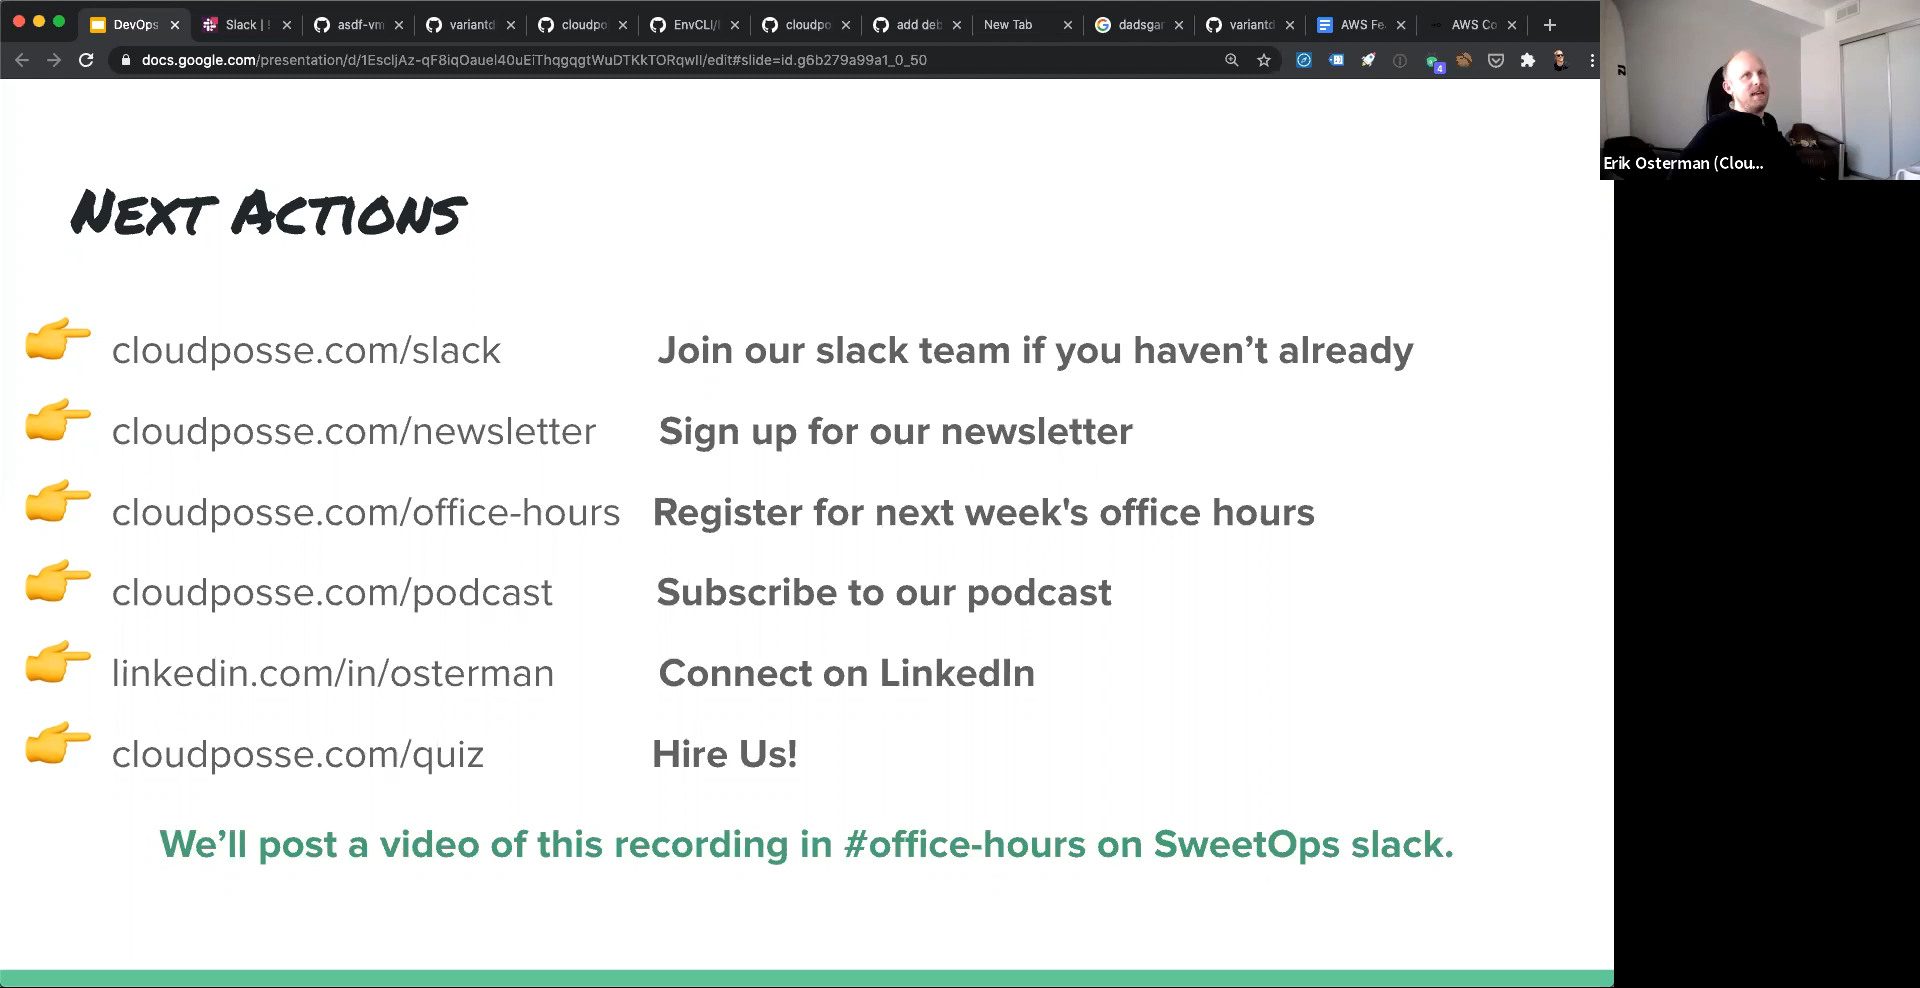 DevOps
Slack |
asdf-vm
variantd
cloudpo
EnvCLI/
cloudpo
add deb
New Tab
dadsgar
variantd
AWS Fe
AWS Co
docs.google.com/presentation/d/1EscljAz-qF8iqOauel40uEiThqgqgtWuDTKkTORqwlI/edit#slide=id.g6b279a99a1_0_50
4
Erik Osterman (Clou...
Next Actions
👉 cloudposse.com/slack Join our slack team if you haven’t already
👉 cloudposse.com/newsletter Sign up for our newsletter
👉 cloudposse.com/office-hours Register for next week's office hours
👉 cloudposse.com/podcast Subscribe to our podcast
👉 linkedin.com/in/osterman Connect on LinkedIn
👉 cloudposse.com/quiz Hire Us!
We’ll post a video of this recording in #office-hours on SweetOps slack.